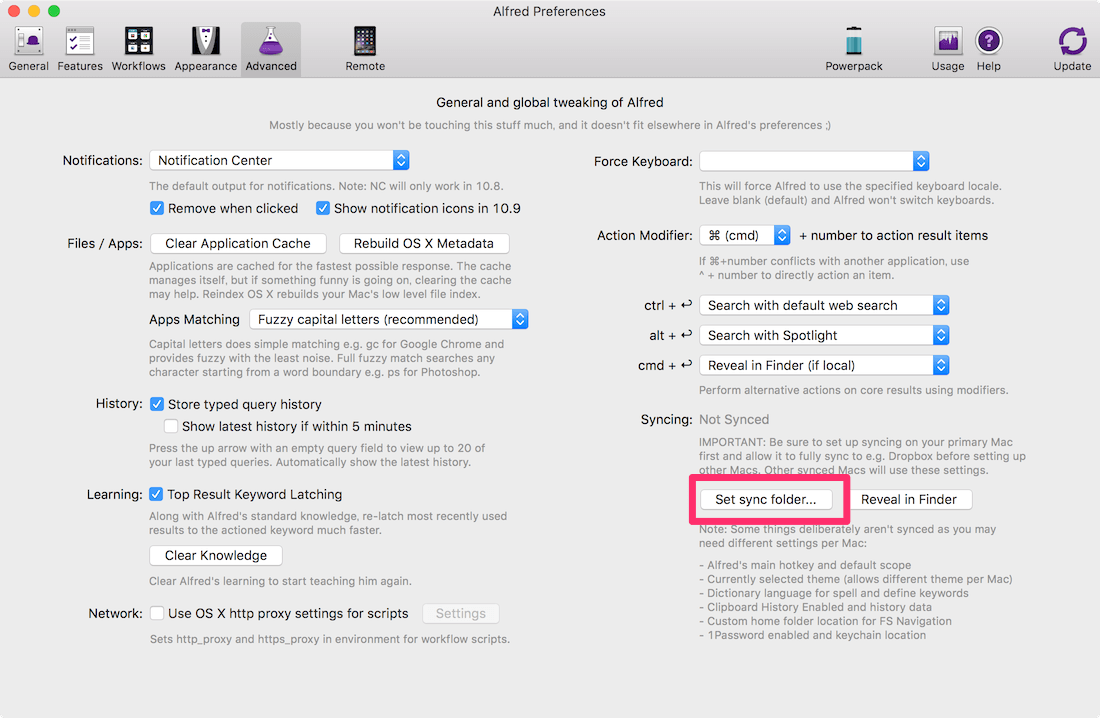 Alfred Preferences
General Features Workflows Appearance Advanced Remote Powerpack Usage Help Update
General and global tweaking of Alfred
Mostly because you won't be touching this stuff much, and it doesn't fit elsewhere in Alfred's preferences ;)
Notifications: Notification Center
The default output for notifications. Note: NC will only work in 10.8.
Remove when clicked Show notification icons in 10.9
Files / Apps: Clear Application Cache Rebuild OS X Metadata
Applications are cached for the fastest possible response. The cache
manages itself, but if something funny is going on, clearing the cache
may help. Reindex OS X rebuilds your Mac's low level file index.
Apps Matching Fuzzy capital letters (recommended)
Capital letters does simple matching e.g. gc for Google Chrome and
provides fuzzy with the least noise. Full fuzzy match searches any
character starting from a word boundary e.g. ps for Photoshop.
History: Store typed query history
Show latest history if within 5 minutes
Press the up arrow with an empty query field to view up to 20 of
your last typed queries. Automatically show the latest history.
Learning: Top Result Keyword Latching
Along with Alfred's standard knowledge, re-latch most recently used
results to the actioned keyword much faster.
Clear Knowledge
Clear Alfred's learning to start teaching him again.
Network: Use OS X http proxy settings for scripts Settings
Sets http_proxy and https_proxy in environment for workflow scripts.
Force Keyboard:
This will force Alfred to use the specified keyboard locale.
Leave blank (default) and Alfred won't switch keyboards.
Action Modifier: ⌘ (cmd) + number to action result items
If ⌘+number conflicts with another application, use
^ + number to directly action an item.
ctrl + ↩ Search with default web search
alt + ↩ Search with Spotlight
cmd + ↩ Reveal in Finder (if local)
Perform alternative actions on core results using modifiers.
Syncing: Not Synced
IMPORTANT: Be sure to set up syncing on your primary Mac
first and allow it to fully sync to e.g. Dropbox before setting up
other Macs. Other synced Macs will use these settings.
Set sync folder... Reveal in Finder
Note: Some things deliberately aren't synced as you may
need different settings per Mac:
- Alfred's main hotkey and default scope
- Currently selected theme (allows different theme per Mac)
- Dictionary language for spell and define keywords
- Clipboard History Enabled and history data
- Custom home folder location for FS Navigation
- 1Password enabled and keychain location